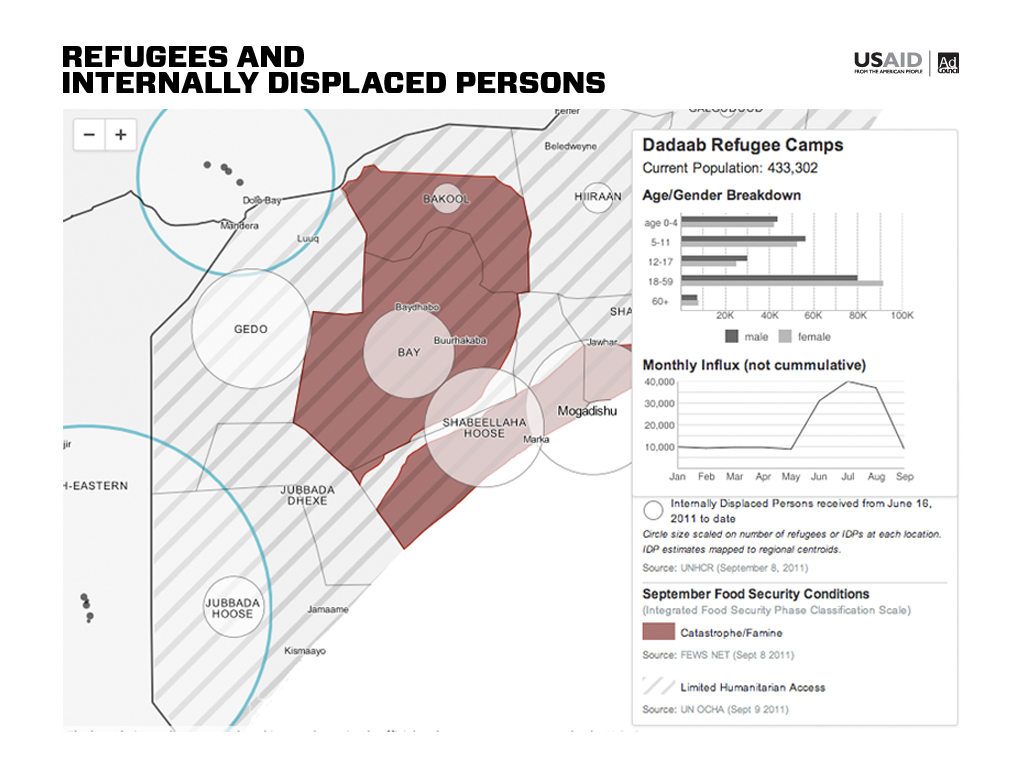 REFUGEES AND
INTERNALLY DISPLACED PERSONS
USAID
FROM THE AMERICAN PEOPLE
Ad
Council
− +
Ferfer
Beledweyne
BAKOOL
HIIRAAN
Dolo Bay
Mandera
Luuq
GEDO
Baydhabo
Buurhakaba
BAY
SHA
Jawhar
Mogadishu
SHABEELLAHA
HOOSE
Marka
jir
H-EASTERN
JUBBADA
DHEXE
JUBBADA
HOOSE
Jamaame
Kismaayo
Dadaab Refugee Camps
Current Population: 433,302
Age/Gender Breakdown
age 0-4
5-11
12-17
18-59
60+
20K 40K 60K 80K 100K
male female
Monthly Influx (not cummulative)
40,000
30,000
20,000
10,000
Jan Feb Mar Apr May Jun Jul Aug Sep
Internally Displaced Persons received from June 16,
2011 to date
Circle size scaled on number of refugees or IDPs at each location.
IDP estimates mapped to regional centroids.
Source: UNHCR (September 8, 2011)
September Food Security Conditions
(Integrated Food Security Phase Classification Scale)
Catastrophe/Famine
Source: FEWS NET (Sept 8 2011)
Limited Humanitarian Access
Source: UN OCHA (Sept 9 2011)